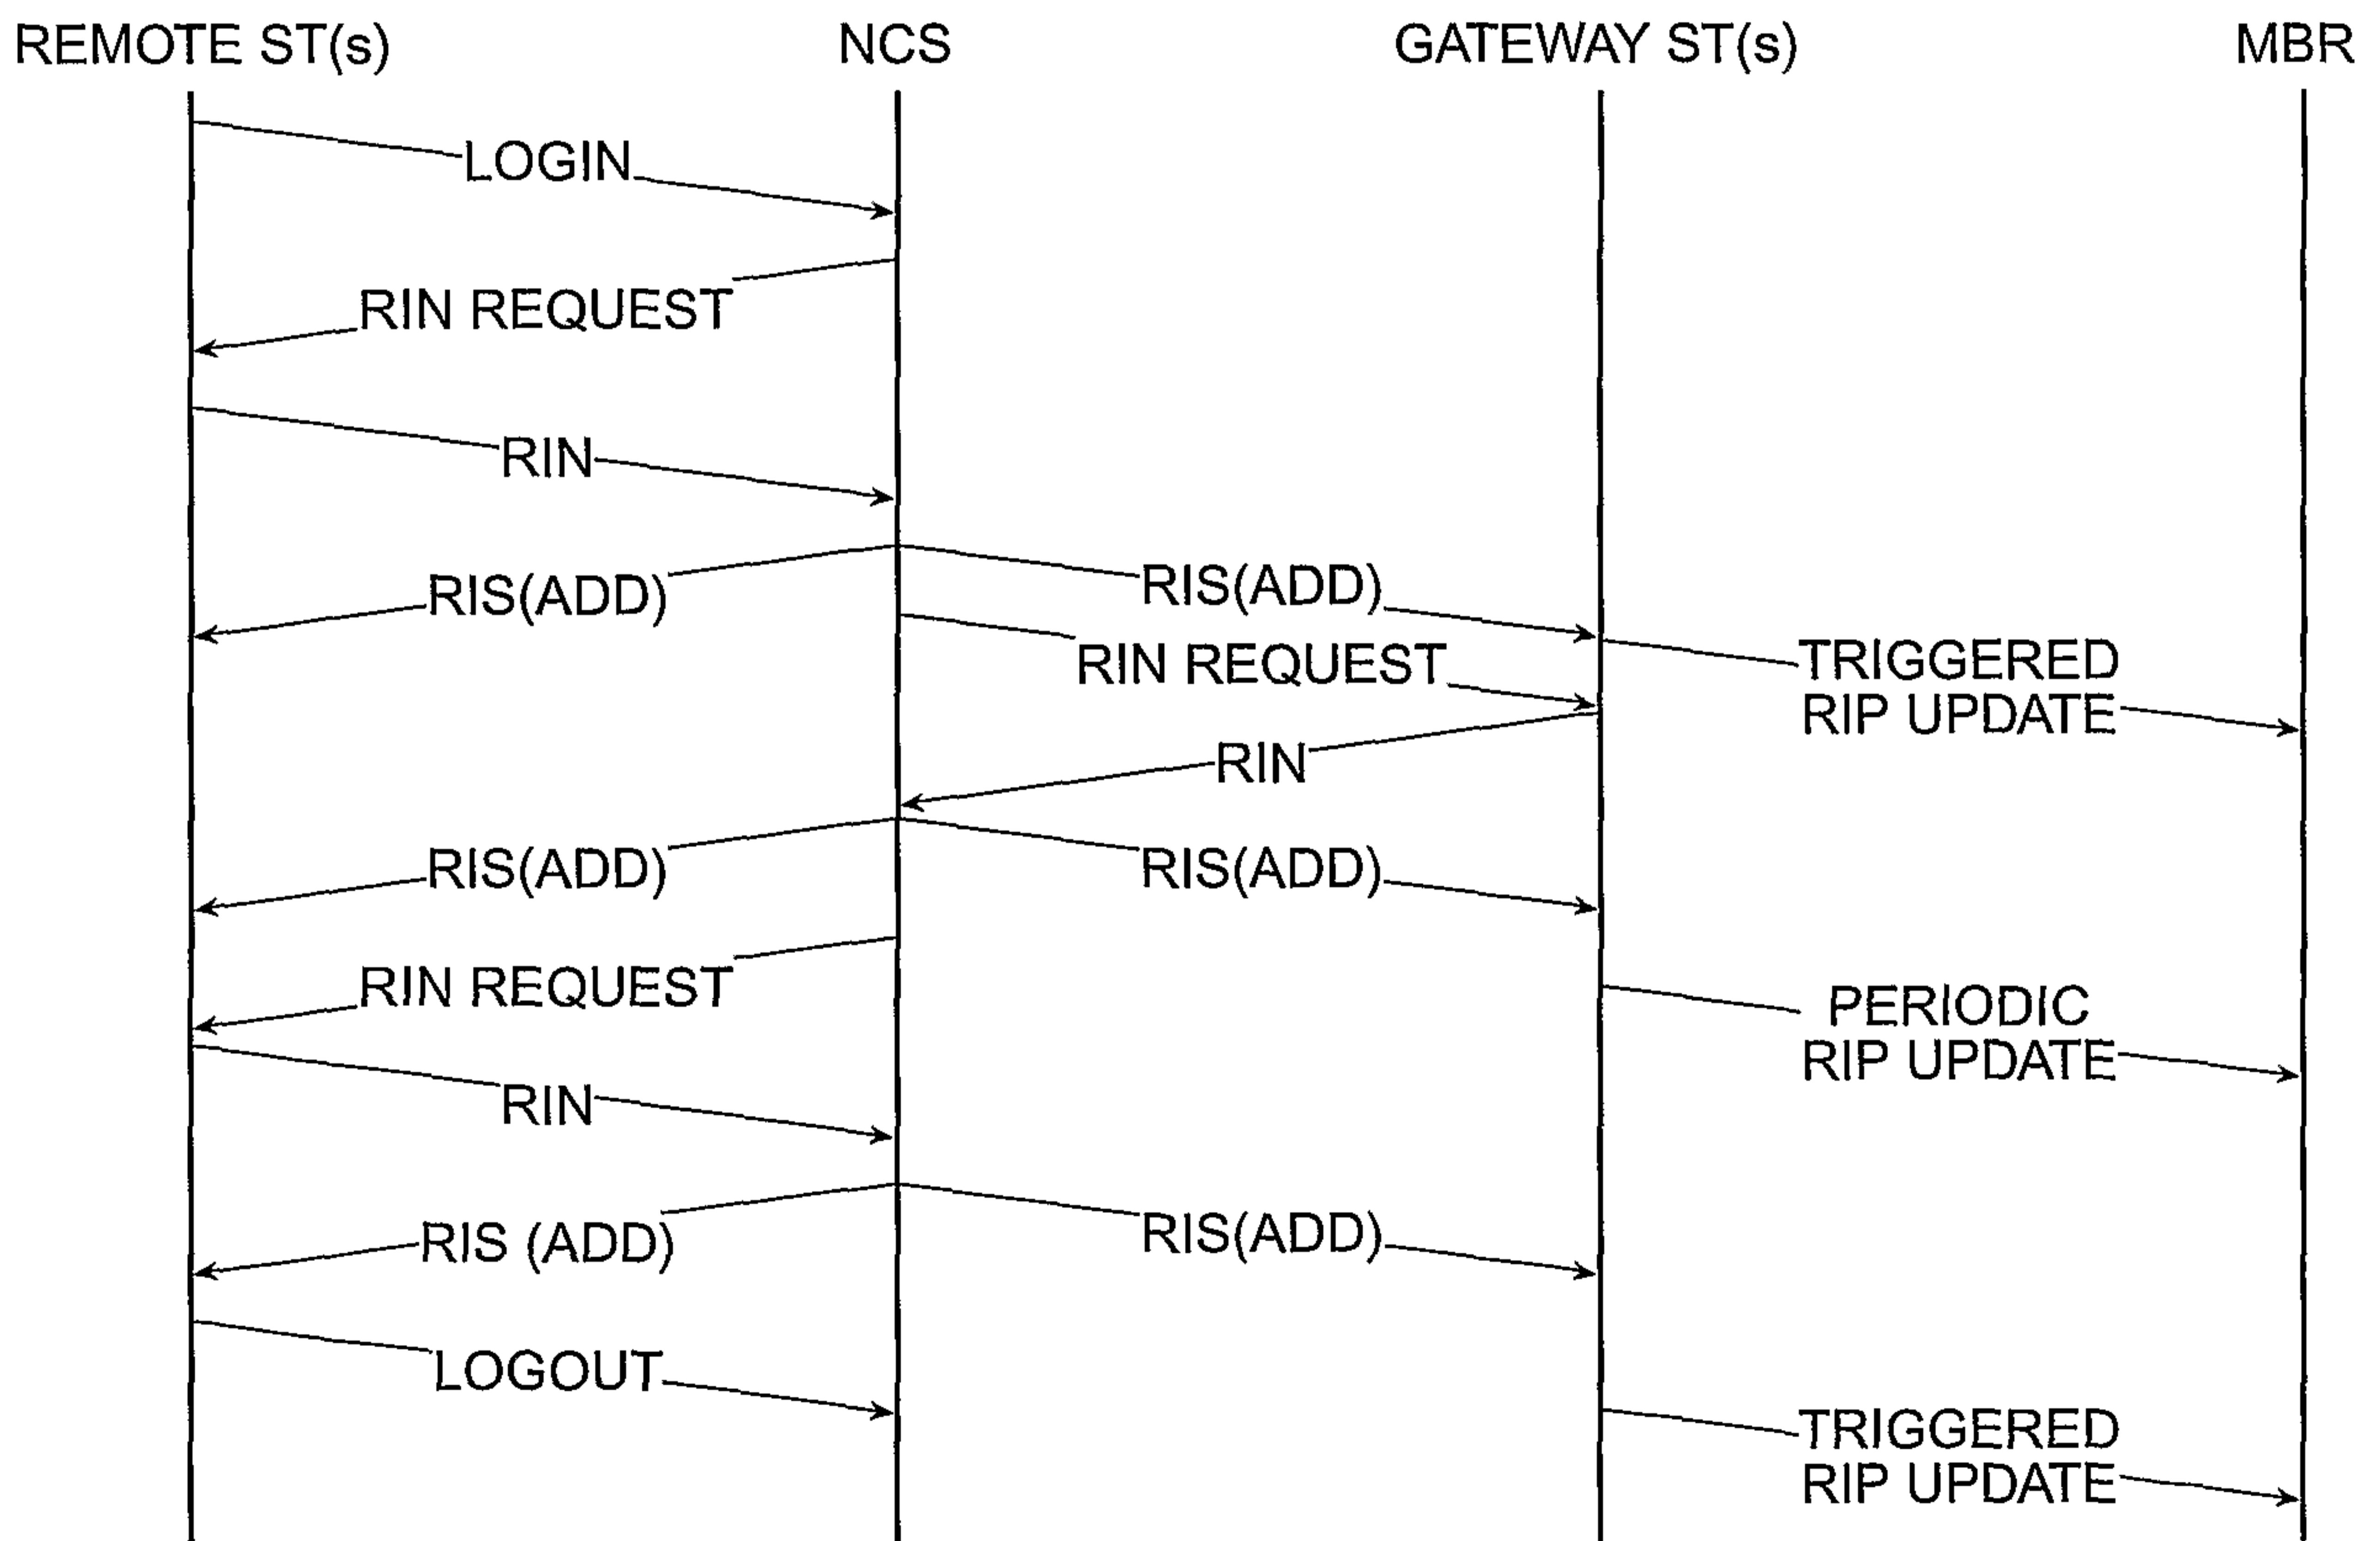 REMOTE ST(s) NCS GATEWAY ST(s) MBR
LOGIN
RIN REQUEST
RIN
RIS(ADD) RIS(ADD)
RIN REQUEST
TRIGGERED
RIP UPDATE
RIN
RIS(ADD) RIS(ADD)
RIN REQUEST
PERIODIC
RIP UPDATE
RIN
RIS (ADD) RIS(ADD)
LOGOUT
TRIGGERED
RIP UPDATE